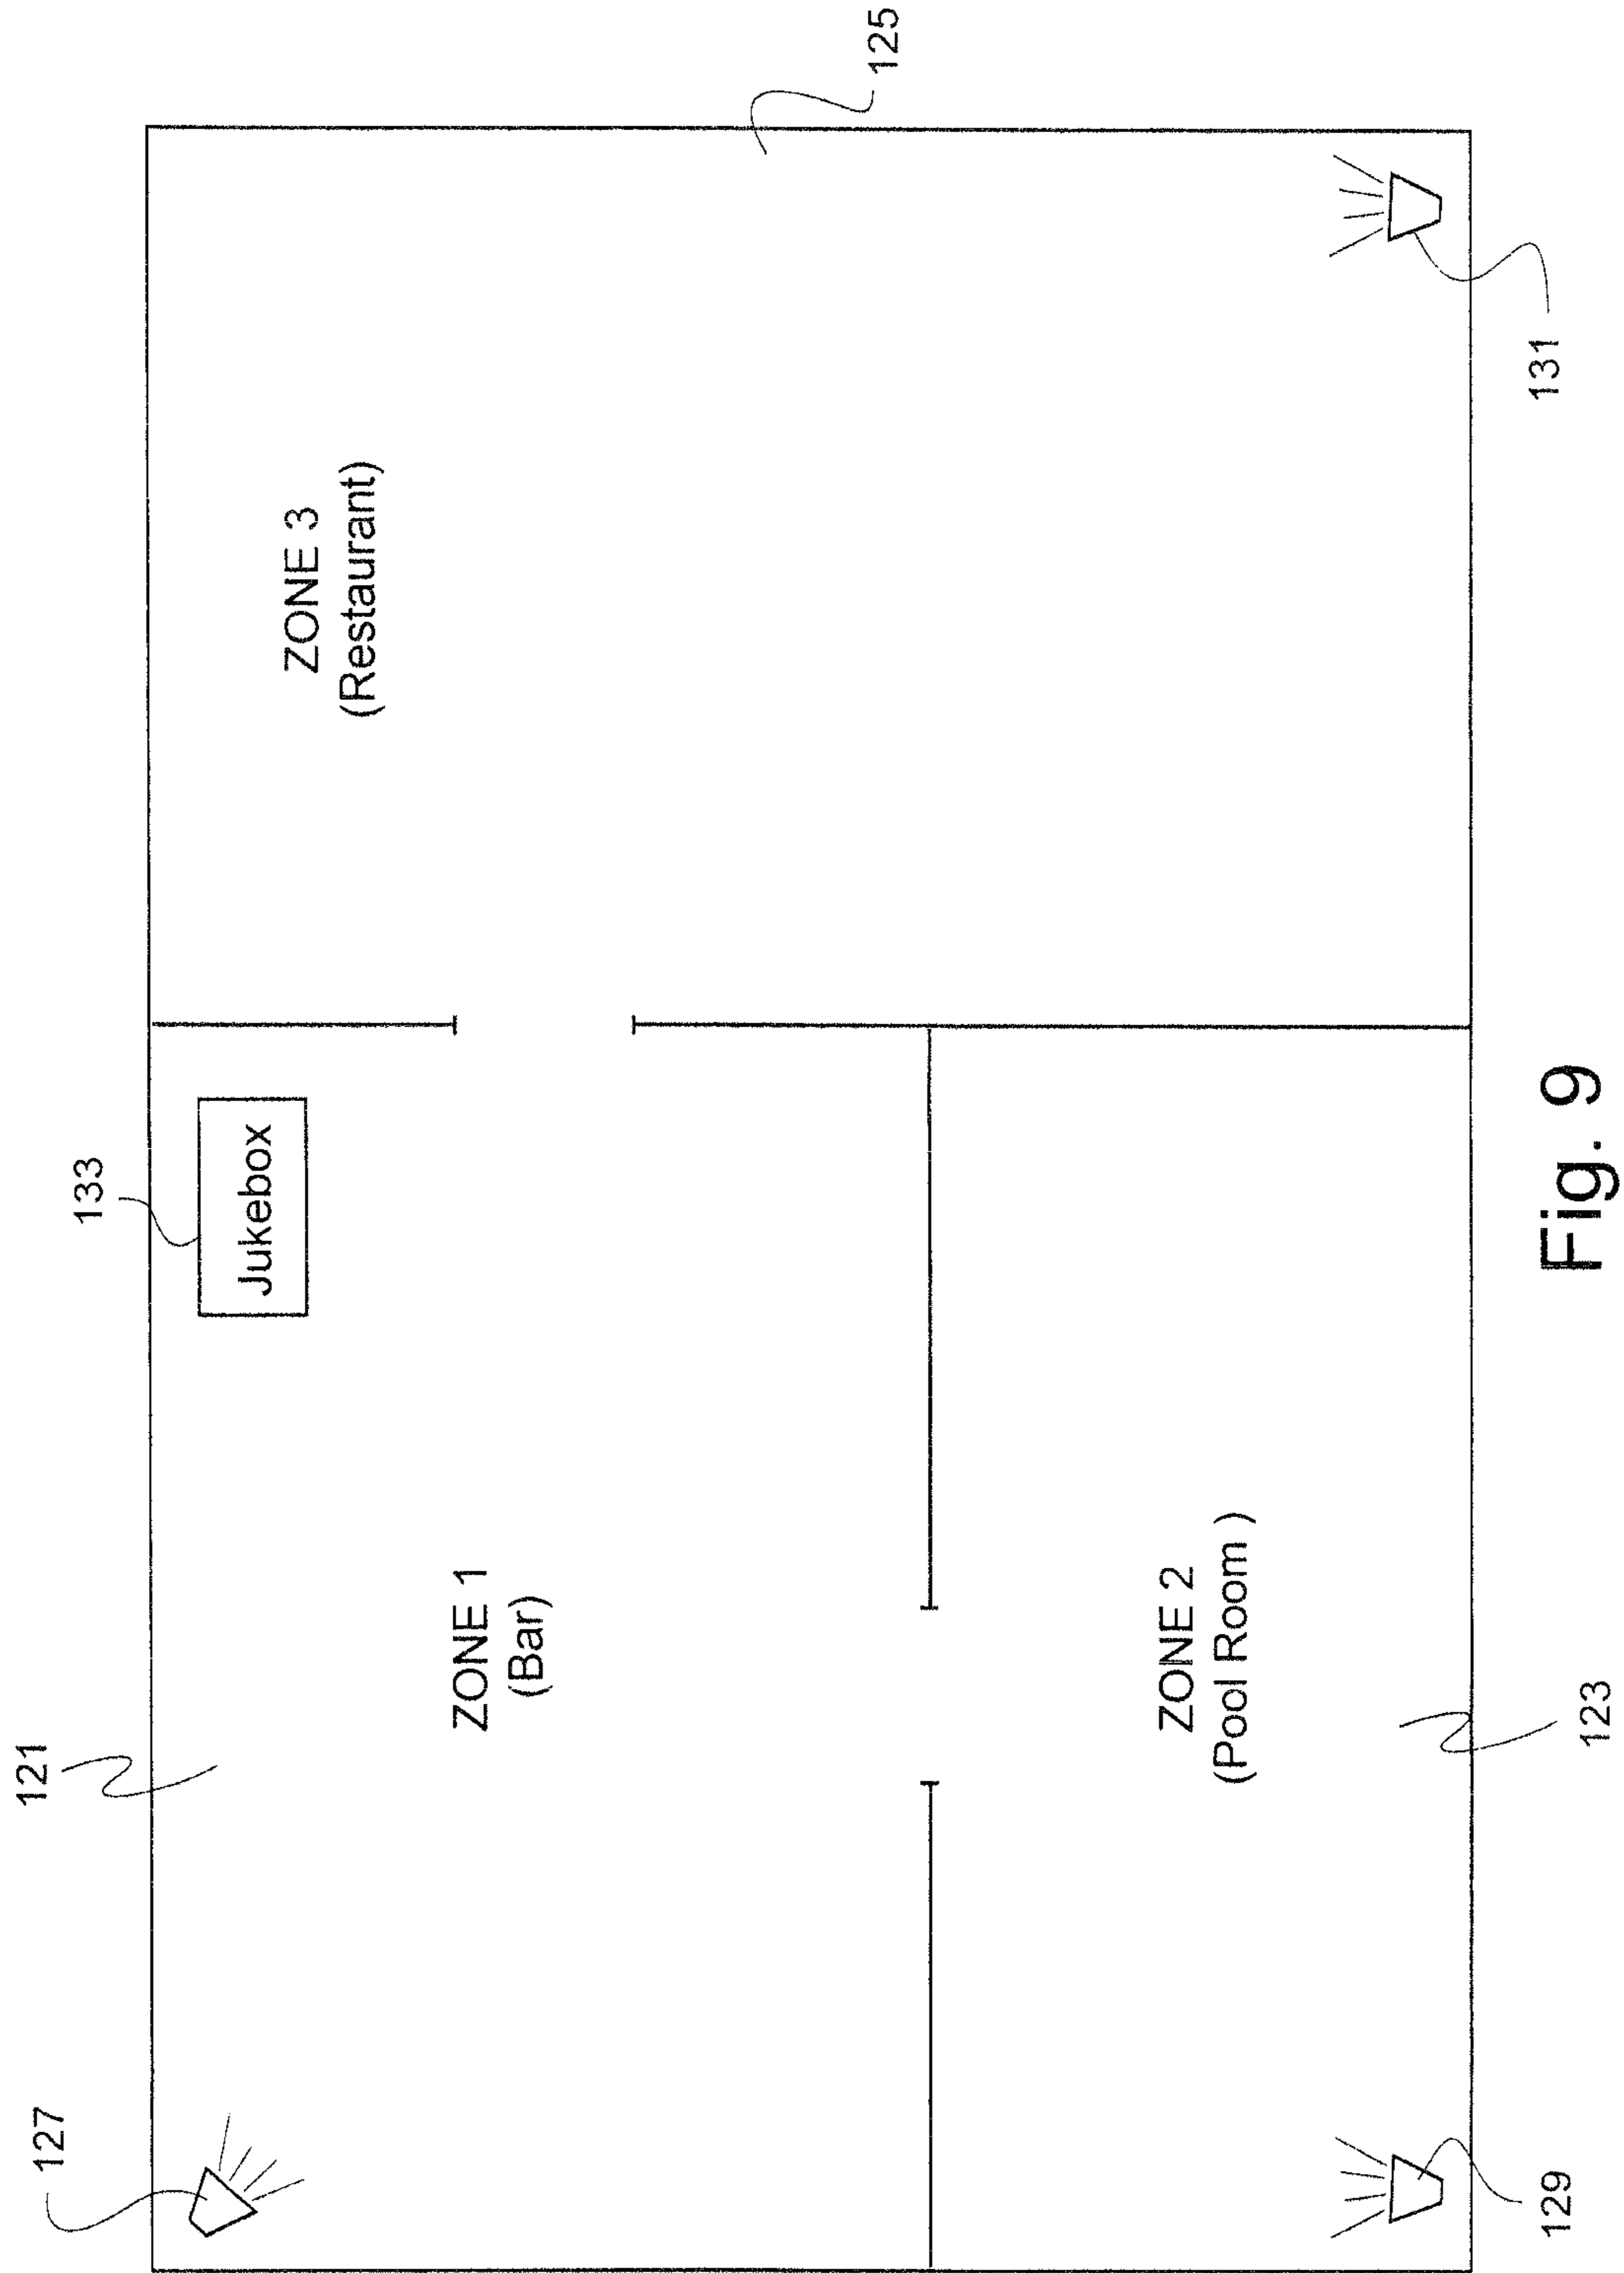 127
121
133
Jukebox
ZONE 1
(Bar)
ZONE 3
(Restaurant)
125
ZONE 2
(Pool Room )
129
123
131
Fig. 9